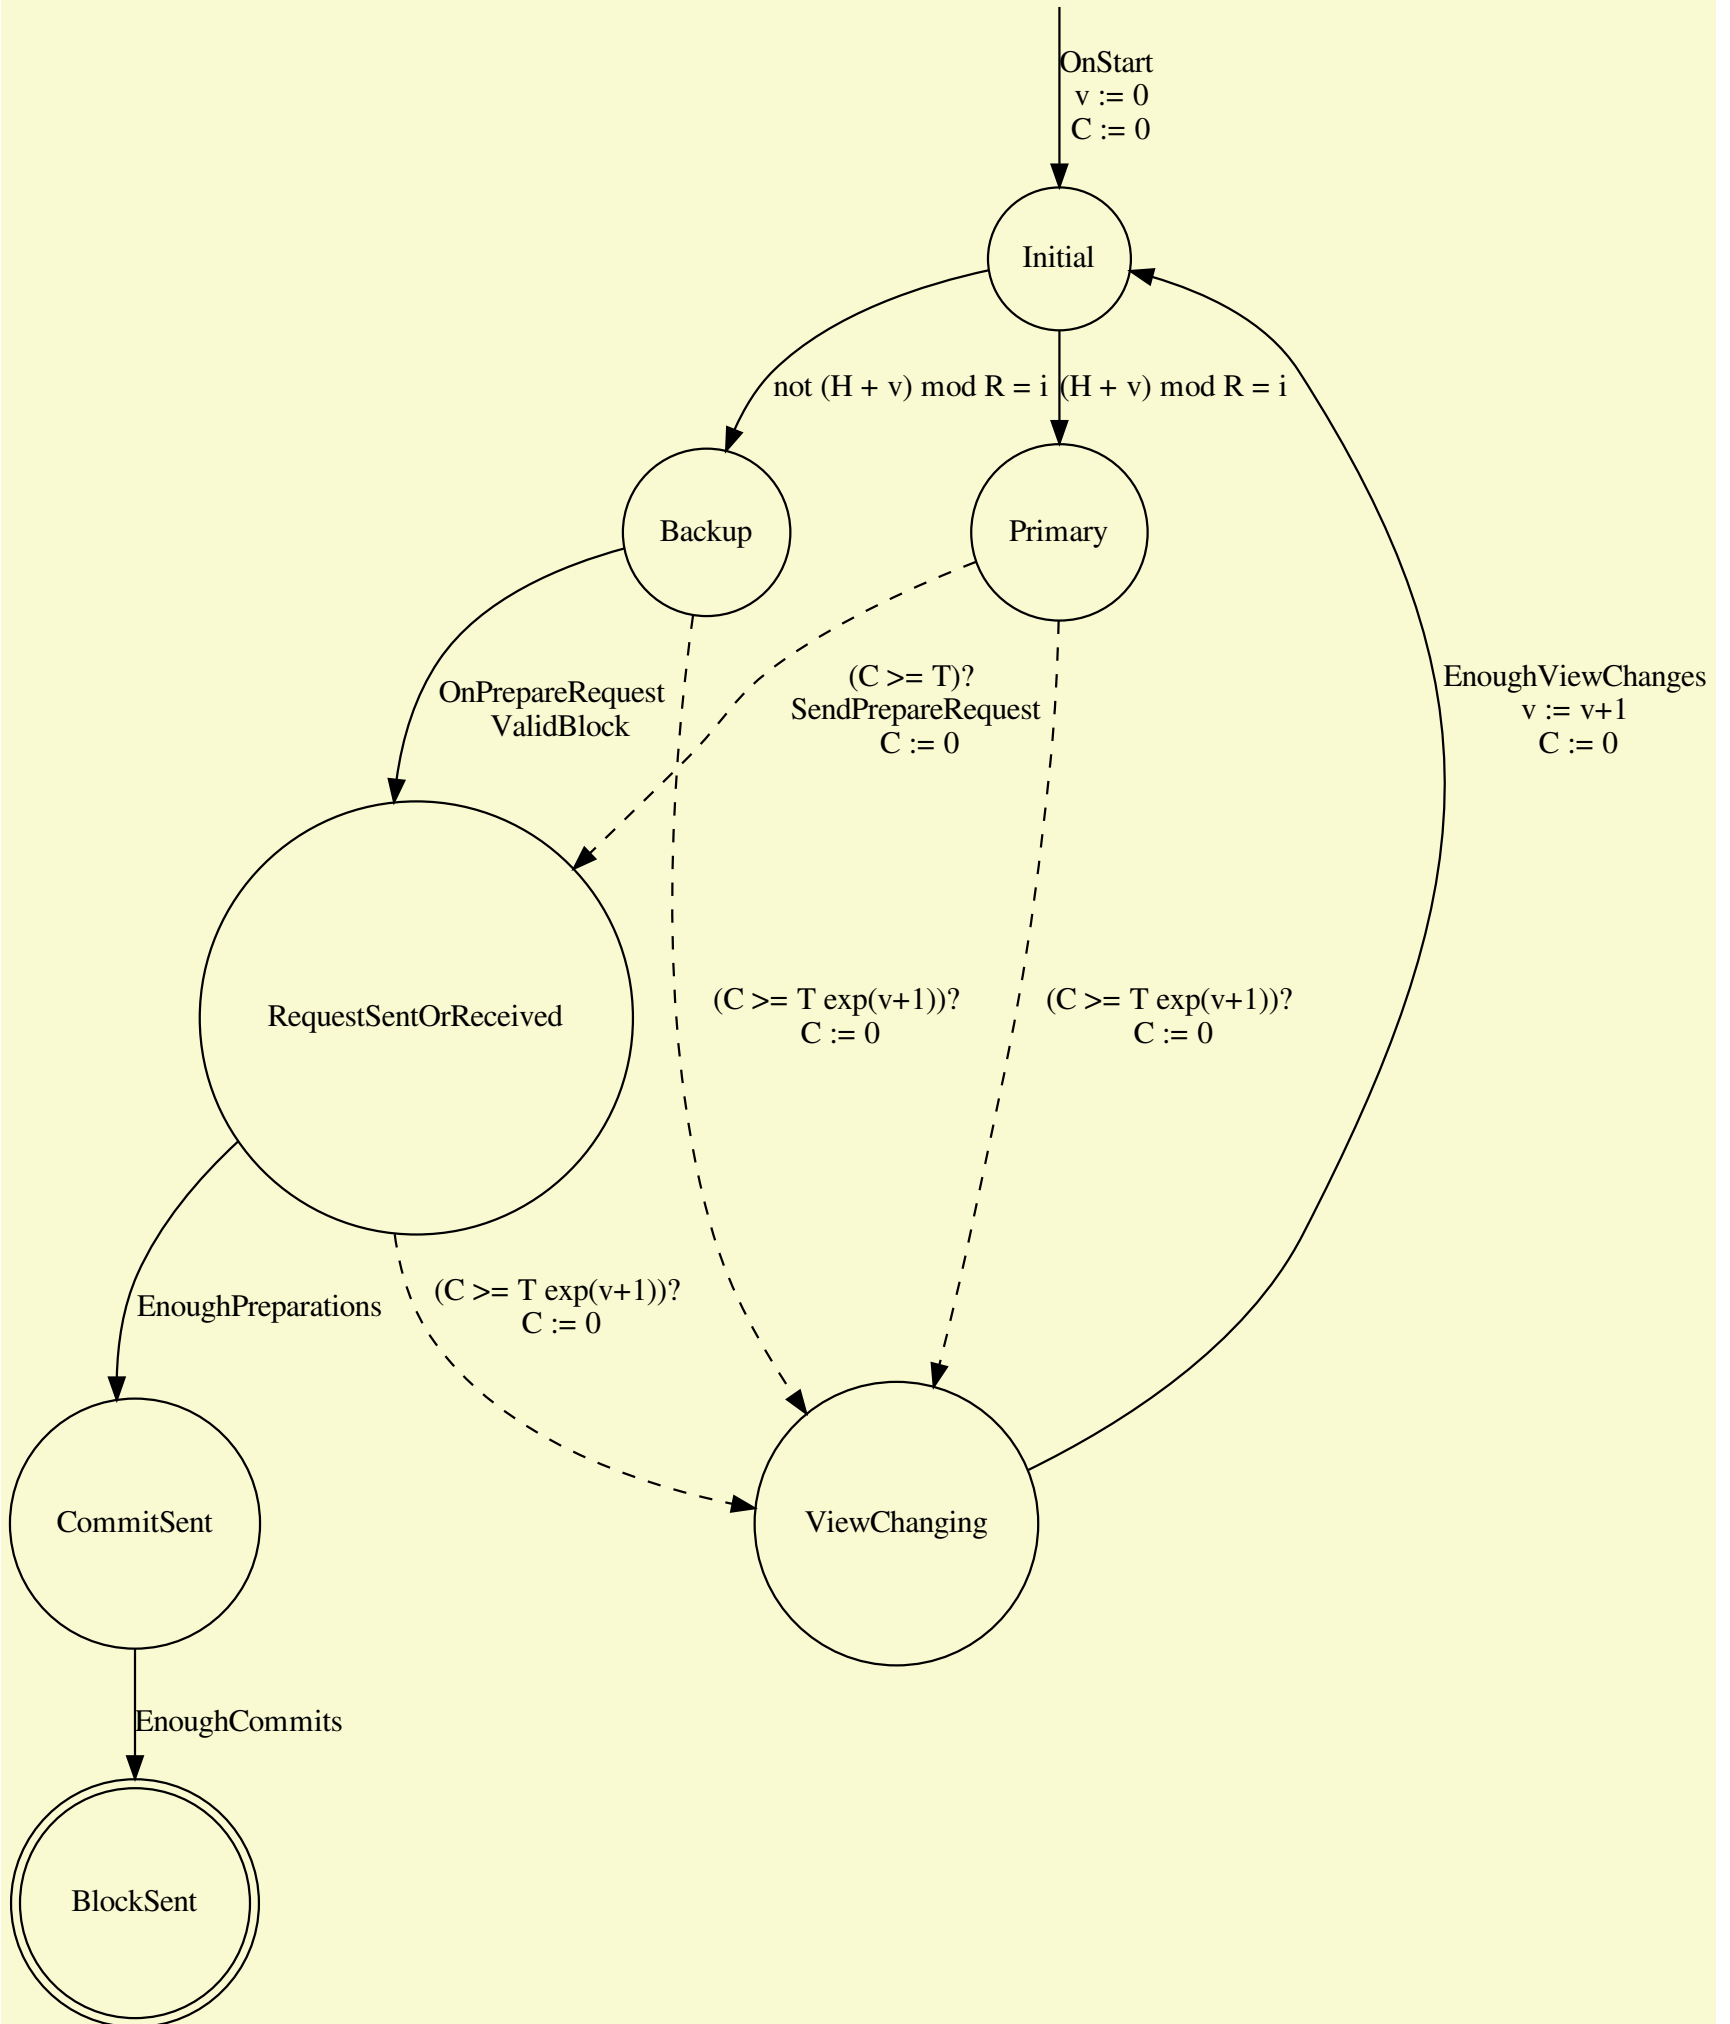 OnStart
v := 0
C := 0
Initial
not (H + v) mod R = i
(H + v) mod R = i
Backup
Primary
OnPrepareRequest
ValidBlock
(C >= T)?
SendPrepareRequest
C := 0
EnoughViewChanges
v := v+1
C := 0
RequestSentOrReceived
(C >= T exp(v+1))?
C := 0
(C >= T exp(v+1))?
C := 0
EnoughPreparations
(C >= T exp(v+1))?
C := 0
CommitSent
ViewChanging
EnoughCommits
BlockSent